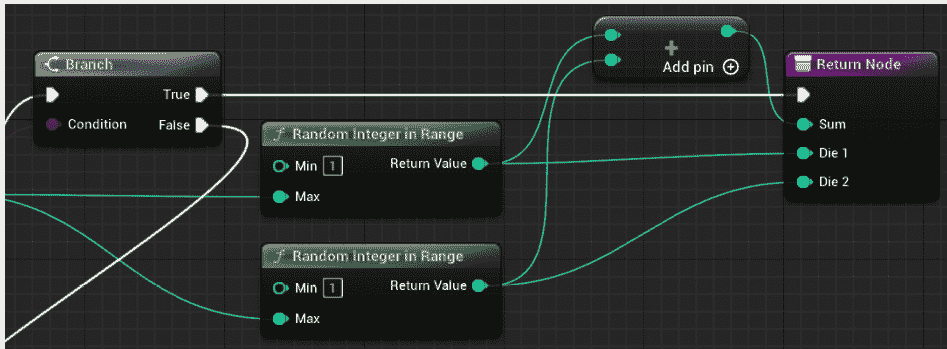 Branch
True
Condition
False
f Random Integer in Range
Min 1
Return Value
Max
f Random Integer in Range
Min 1
Return Value
Max
+
Add pin
Return Node
Sum
Die 1
Die 2